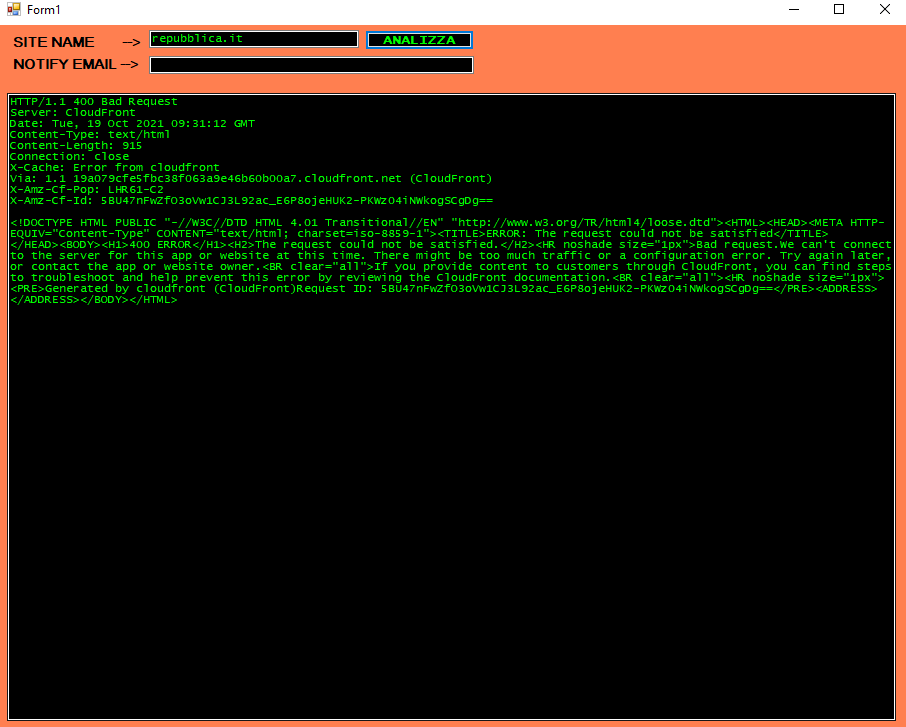 Form1
SITE NAME --> repubblica.it ANALIZZA
NOTIFY EMAIL -->
HTTP/1.1 400 Bad Request
Server: CloudFront
Date: Tue, 19 Oct 2021 09:31:12 GMT
Content-Type: text/html
Content-Length: 915
Connection: close
X-Cache: Error from cloudfront
Via: 1.1 19a079cfe5fbc38f063a9e46b60b00a7.cloudfront.net (CloudFront)
X-Amz-Cf-Pop: LHR61-C2
X-Amz-Cf-Id: 5BU47nFwZfO3oVw1CJ3L92ac_E6P8ojeHUK2-PKWzO4iNWkogSCgDg==
<!DOCTYPE HTML PUBLIC "-//W3C//DTD HTML 4.01 Transitional//EN" "http://www.w3.org/TR/html4/loose.dtd"><HTML><HEAD><META HTTP-
EQUIV="Content-Type" CONTENT="text/html; charset=iso-8859-1"><TITLE>ERROR: The request could not be satisfied</TITLE>
</HEAD><BODY><H1>400 ERROR</H1><H2>The request could not be satisfied.</H2><HR noshade size="1px">Bad request.We can't connect
to the server for this app or website at this time. There might be too much traffic or a configuration error. Try again later,
or contact the app or website owner.<BR clear="all">If you provide content to customers through CloudFront, you can find steps
to troubleshoot and help prevent this error by reviewing the CloudFront documentation.<BR clear="all"><HR noshade size="1px">
<PRE>Generated by cloudfront (CloudFront)Request ID: 5BU47nFwZfO3oVw1CJ3L92ac_E6P8ojeHUK2-PKWzO4iNWkogSCgDg==</PRE><ADDRESS>
</ADDRESS></BODY></HTML>